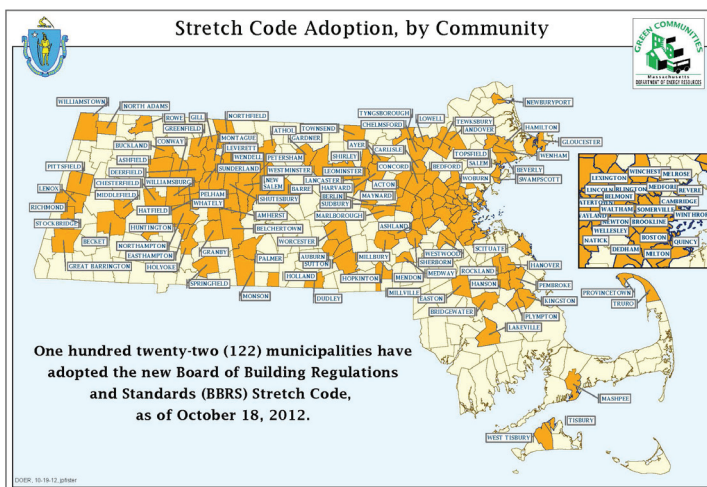 Stretch Code Adoption, by Community
GREEN COMMUNITIES
Massachusetts
DEPARTMENT OF ENERGY RESOURCES
WILLIAMSTOWN
NORTH ADAMS
ROWE
GILL
NORTHFIELD
GREENFIELD
CONWAY
BUCKLAND
ASHFIELD
DEERFIELD
CHESTERFIELD
MIDDLEFIELD
WILLIAMSBURG
PITTSFIELD
LENOX
RICHMOND
STOCKBRIDGE
BECKET
GREAT BARRINGTON
HUNTINGTON
HATFIELD
NORTHAMPTON
EASTHAMPTON
HOLYOKE
MONTAGUE
LEVERETT
WENDELL
SUNDERLAND
PELHAM
WHATELY
AMHERST
BELCHERTOWN
GRANBY
SPRINGFIELD
ATHOL
TOWNSEND
GARDNER
PETERSHAM
WESTMINSTER
NEW SALEM
SHUTESBURY
BARRE
LANCASTER
LEOMINSTER
SHIRLEY
AYER
HARVARD
BERLIN
SUDBURY
MARLBOROUGH
WORCESTER
PALMER
MONSON
HOLLAND
AUBURN
SUTTON
DUDLEY
MILLBURY
HOPKINTON
MILLVILLE
MENDON
MEDWAY
ASHLAND
SHERBORN
WESTWOOD
TYNGSBOROUGH
CHELMSFORD
LOWELL
CARLISLE
CONCORD
ACTON
MAYNARD
BEDFORD
TEWKSBURY
ANDOVER
TOPSFIELD
SALEM
WOBURN
NEWBURYPORT
HAMILTON
GLOUCESTER
WENHAM
BEVERLY
SWAMPSCOTT
SCITUATE
HANOVER
ROCKLAND
HANSON
PEMBROKE
KINGSTON
PLYMPTON
EASTON
BRIDGEWATER
LAKEVILLE
PROVINCETOWN
TRURO
MASHPEE
TISBURY
WEST TISBURY
LEXINGTON
MELROSE
LINCOLN
MEDFORD
REVERE
BELMONT
CAMBRIDGE
WALTHAM
SOMERVILLE
WINTHROP
NEWTON
BROOKLINE
WELLESLEY
BOSTON
NATICK
DEDHAM
QUINCY
MILTON
One hundred twenty-two (122) municipalities have
adopted the new Board of Building Regulations
and Standards (BBRS) Stretch Code,
as of October 18, 2012.
DOER, 10-19-12, jpfister